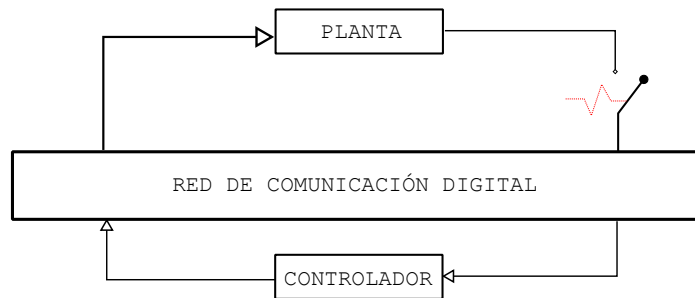 PLANTA
RED DE COMUNICACIÓN DIGITAL
CONTROLADOR